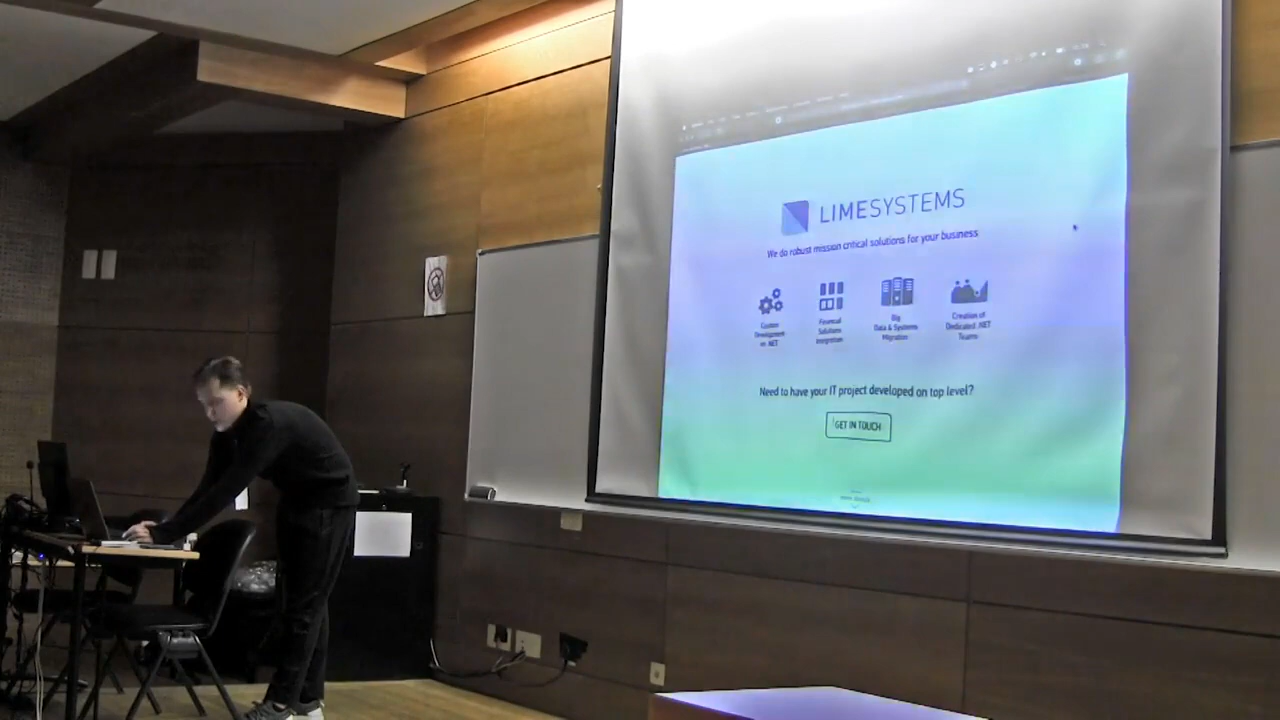 LIMESYSTEMS
We do robust mission critical solutions for your business
Custom
Development
on .NET
Financial
Solutions
Integration
Big
Data & Systems
Migration
Creation of
Dedicated .NET
Teams
Need to have your IT project developed on top level?
GET IN TOUCH